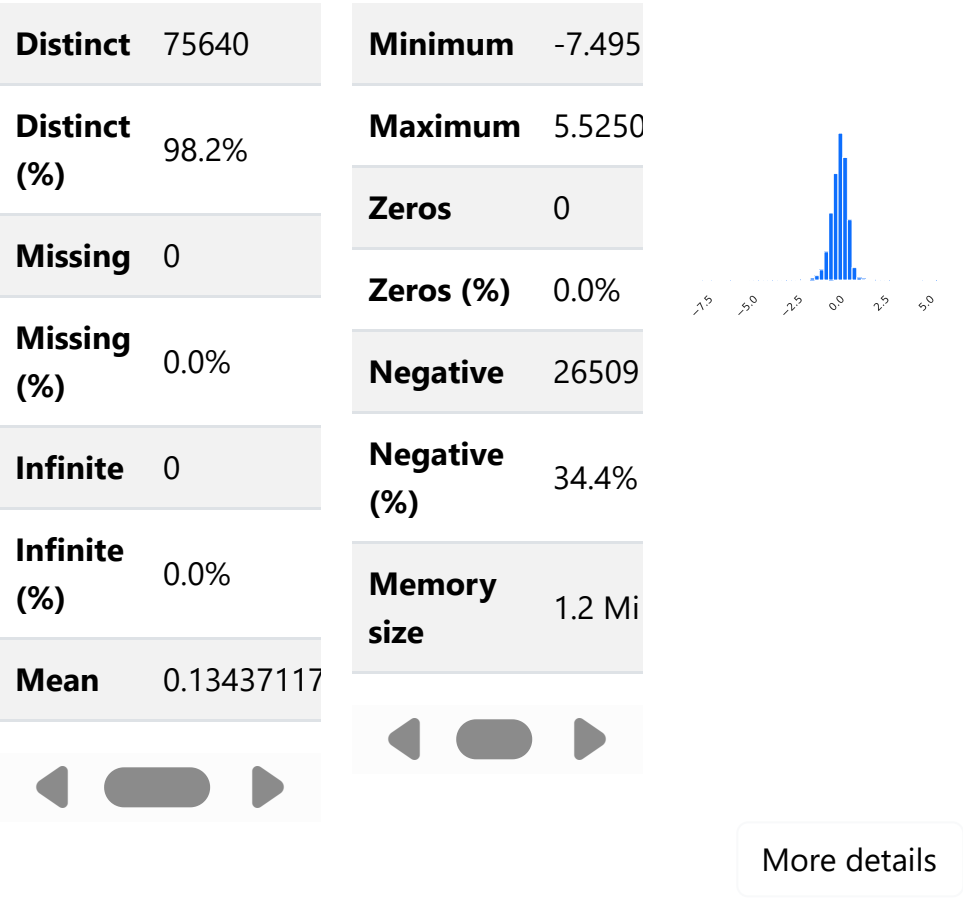 Distinct 75640
Distinct
(%) 98.2%
Missing 0
Missing
(%) 0.0%
Infinite 0
Infinite
(%) 0.0%
Mean 0.13437117
Minimum -7.495
Maximum 5.5250
Zeros 0
Zeros (%) 0.0%
Negative 26509
Negative
(%) 34.4%
Memory
size 1.2 Mi
−7.5 −5.0 −2.5 0.0 2.5 5.0
More details